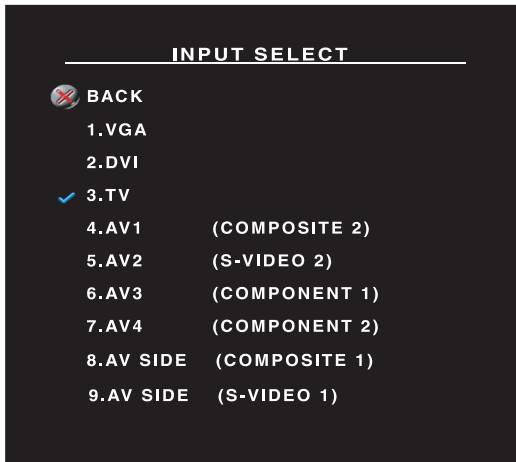 INPUT SELECT
BACK
1.VGA
2.DVI
3.TV
4.AV1 (COMPOSITE 2)
5.AV2 (S-VIDEO 2)
6.AV3 (COMPONENT 1)
7.AV4 (COMPONENT 2)
8.AV SIDE (COMPOSITE 1)
9.AV SIDE (S-VIDEO 1)